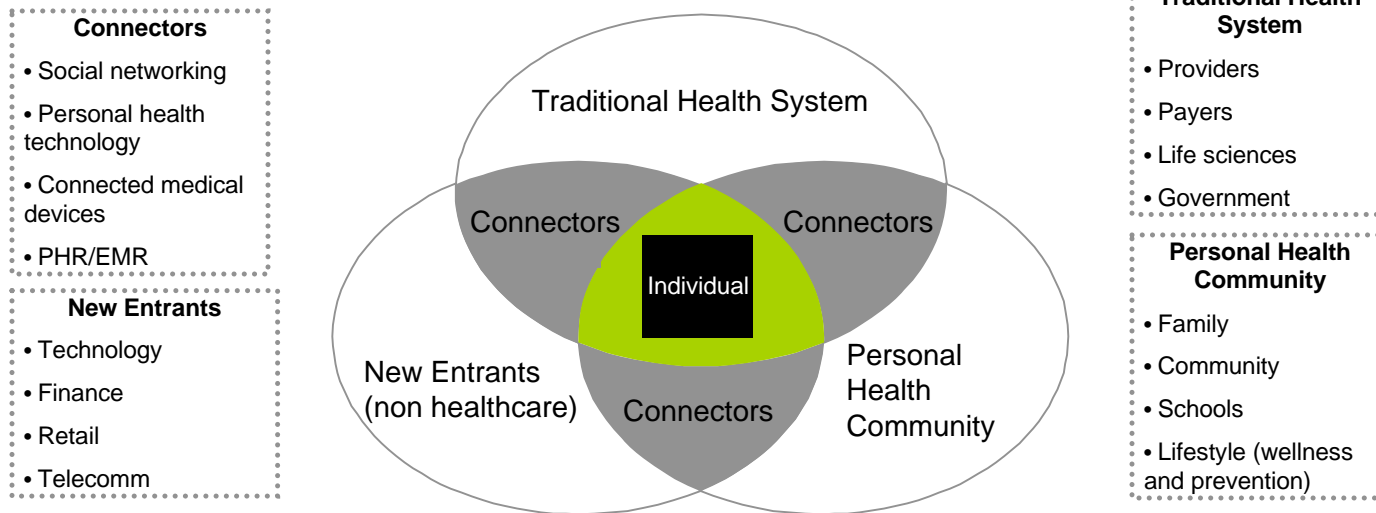 Connectors
• Social networking
• Personal health
technology
• Connected medical
devices
• PHR/EMR
New Entrants
• Technology
• Finance
• Retail
• Telecomm
Traditional Health System
Connectors
Connectors
Individual
New Entrants
(non healthcare)
Connectors
Personal
Health
Community
Traditional Health
System
• Providers
• Payers
• Life sciences
• Government
Personal Health
Community
• Family
• Community
• Schools
• Lifestyle (wellness
and prevention)